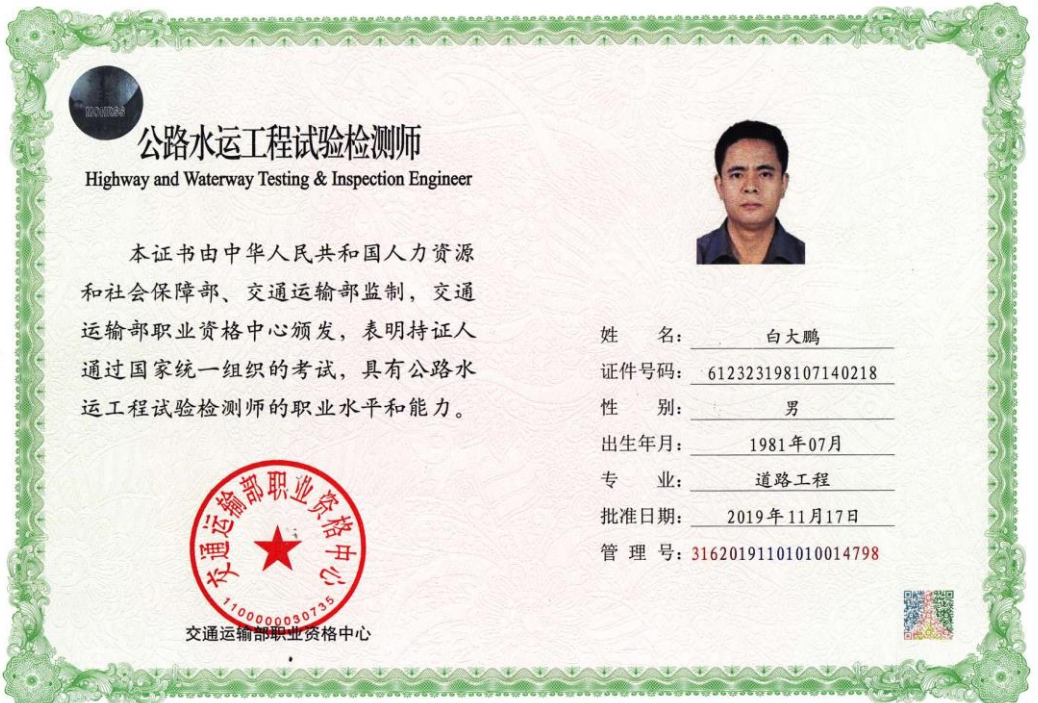 MOHRSS
公路水运工程试验检测师
Highway and Waterway Testing & Inspection Engineer
本证书由中华人民共和国人力资源
和社会保障部、交通运输部监制，交通
运输部职业资格中心颁发，表明持证人
通过国家统一组织的考试，具有公路水
运工程试验检测师的职业水平和能力。
交通运输部职业资格中心
1100000030735
交通运输部职业资格中心
姓 名： 白大鹏
证件号码： 612323198107140218
性 别： 男
出生年月： 1981年07月
专 业： 道路工程
批准日期： 2019年11月17日
管 理 号：31620191101010014798